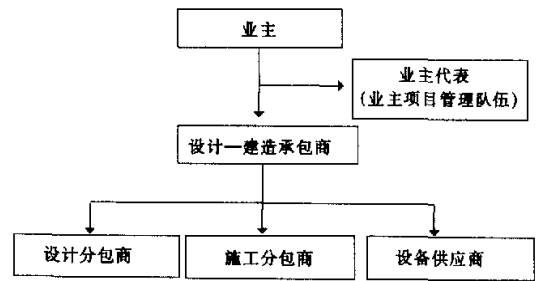 业主
业主代表
(业主项目管理队伍)
设计—建造承包商
设计分包商
施工分包商
设备供应商